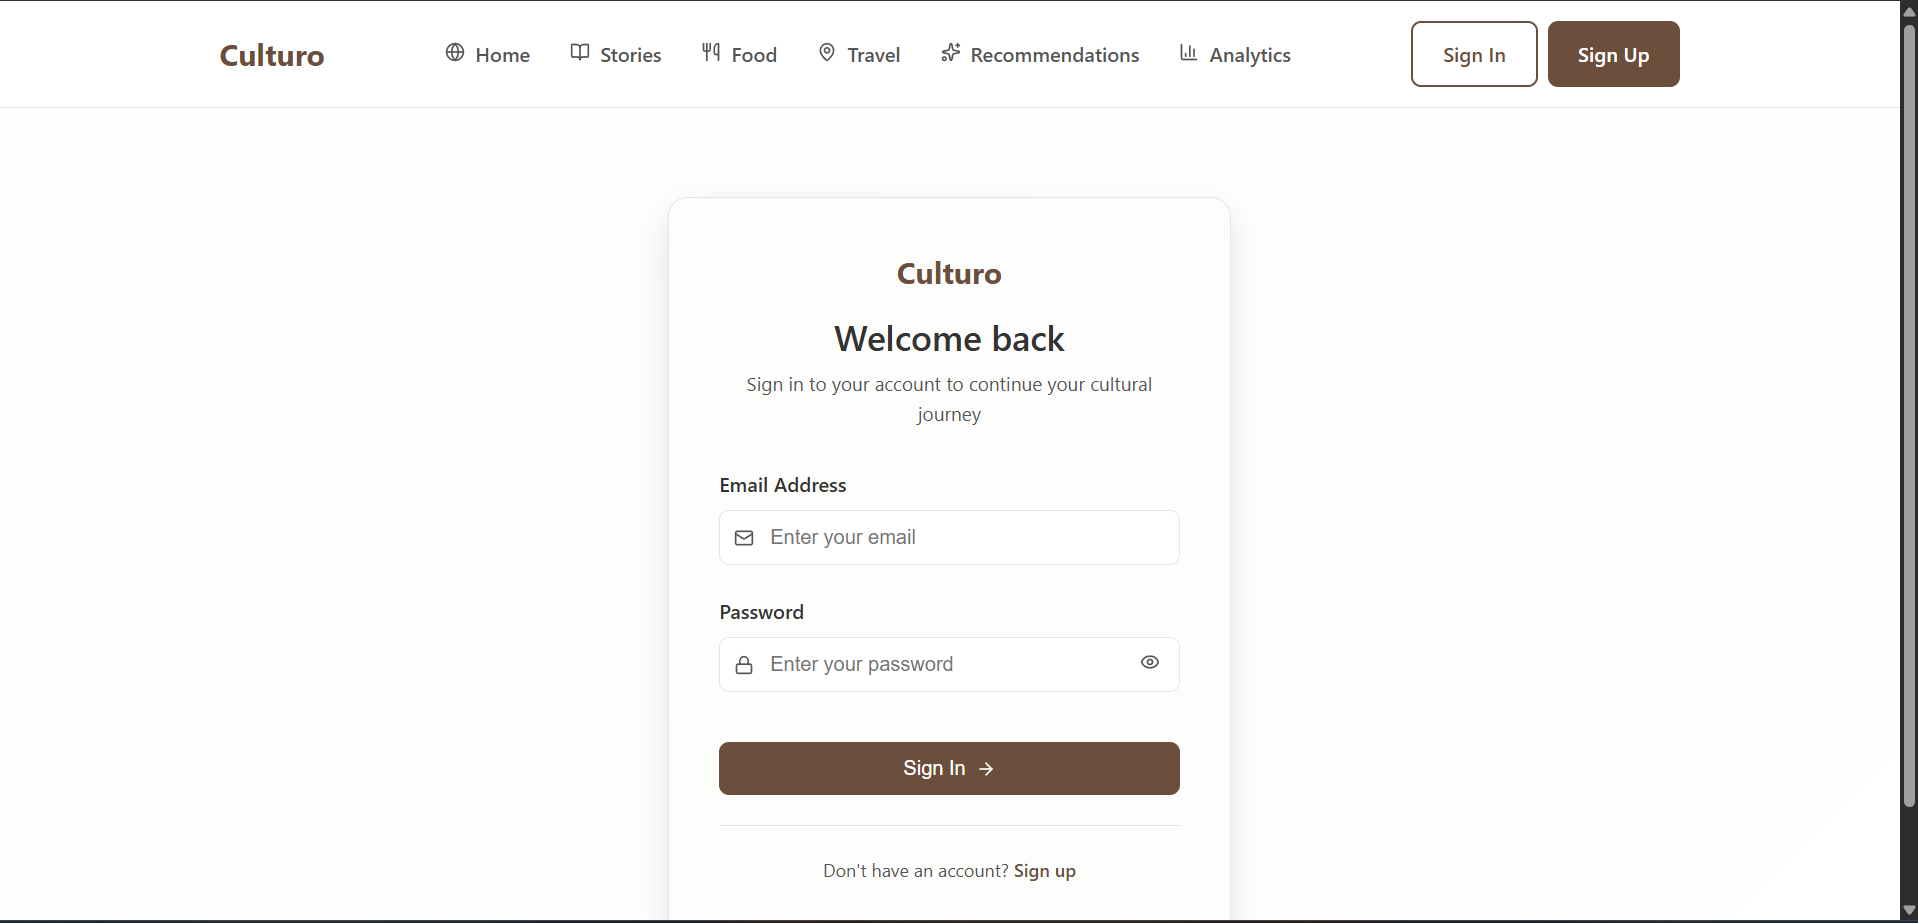 Culturo
Home
Stories
Food
Travel
Recommendations
Analytics
Sign In
Sign Up
Culturo
Welcome back
Sign in to your account to continue your cultural
journey
Email Address
Enter your email
Password
Enter your password
Sign In
Don't have an account? Sign up